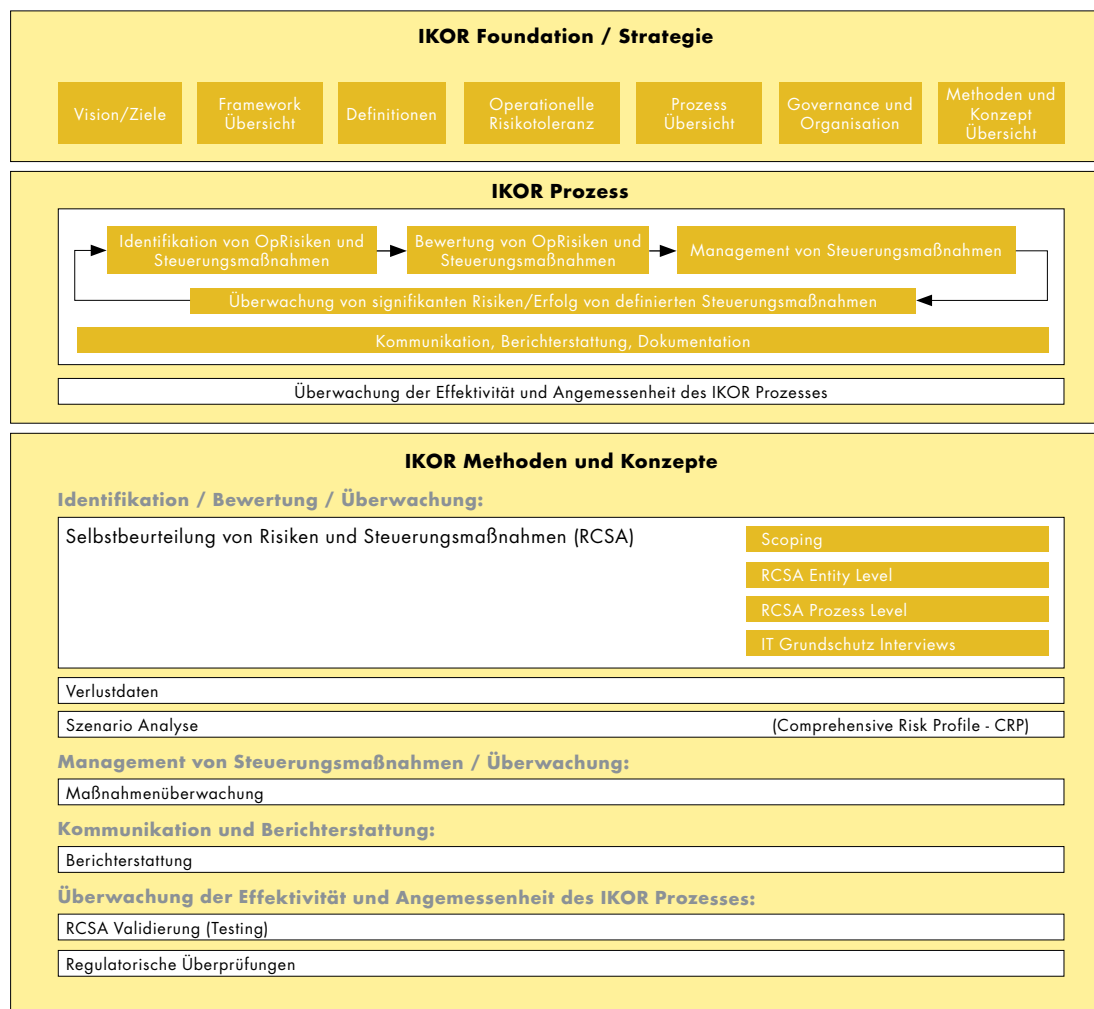 IKOR Foundation / Strategie
Vision/Ziele
Framework
Übersicht
Definitionen
Operationelle
Risikotoleranz
Prozess
Übersicht
Governance und
Organisation
Methoden und
Konzept
Übersicht
IKOR Prozess
Identifikation von OpRisiken und
Steuerungsmaßnahmen
Bewertung von OpRisiken und
Steuerungsmaßnahmen
Management von Steuerungsmaßnahmen
Überwachung von signifikanten Risiken/Erfolg von definierten Steuerungsmaßnahmen
Kommunikation, Berichterstattung, Dokumentation
Überwachung der Effektivität und Angemessenheit des IKOR Prozesses
IKOR Methoden und Konzepte
Identifikation / Bewertung / Überwachung:
Selbstbeurteilung von Risiken und Steuerungsmaßnahmen (RCSA)
Scoping
RCSA Entity Level
RCSA Prozess Level
IT Grundschutz Interviews
Verlustdaten
Szenario Analyse (Comprehensive Risk Profile - CRP)
Management von Steuerungsmaßnahmen / Überwachung:
Maßnahmenüberwachung
Kommunikation und Berichterstattung:
Berichterstattung
Überwachung der Effektivität und Angemessenheit des IKOR Prozesses:
RCSA Validierung (Testing)
Regulatorische Überprüfungen